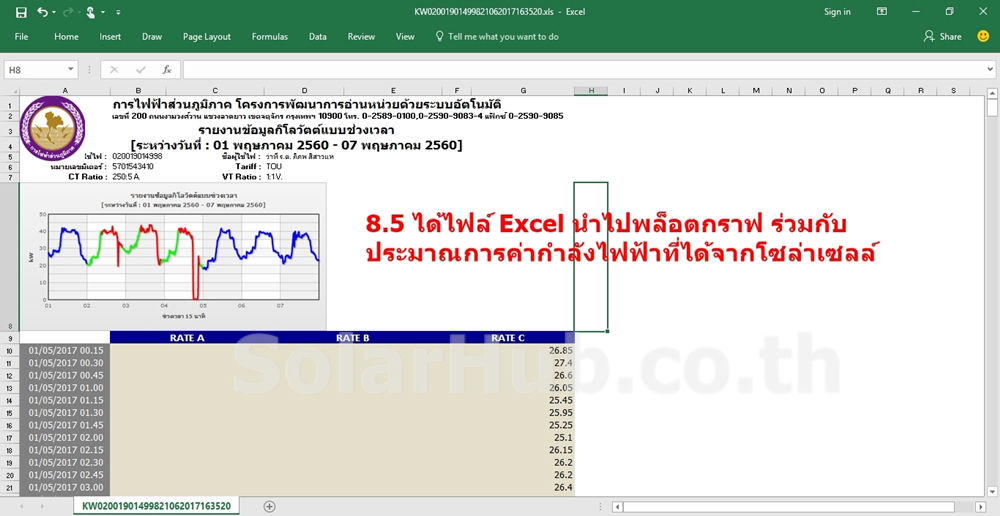 KW02001901499821062017163520.xls - Excel
Sign in
File Home Insert Draw Page Layout Formulas Data Review View Tell me what you want to do Share
H8 fx
A B C D E F G H I J K L M N O P Q R S
1 การไฟฟ้าส่วนภูมิภาค โครงการพัฒนาการอ่านหน่วยด้วยระบบอัตโนมัติ
2 เลขที่ 200 ถนนงามวงศ์วาน แขวงลาดยาว เขตจตุจักร กรุงเทพฯ 10900 โทร. 0-2589-0100,0-2590-9083-4 แฟ็กซ์ 0-2590-9085
3 รายงานข้อมูลกิโลวัตต์แบบช่วงเวลา
4 [ระหว่างวันที่ : 01 พฤษภาคม 2560 - 07 พฤษภาคม 2560]
5 ใช้ไฟ : 020019014998 ชื่อผู้ใช้ไฟ :
6 หมายเลขมิเตอร์ : 5701543410 Tariff : TOU
7 CT Ratio : 250:5 A. VT Ratio : 1:1V.
รายงานข้อมูลกิโลวัตต์แบบช่วงเวลา
[ระหว่างวันที่ : 01 พฤษภาคม 2560 - 07 พฤษภาคม 2560]
50
40
30
20
10
0
kW
01 02 03 04 05 06 07
ช่วงเวลา 15 นาที
8.5 ได้ไฟล์ Excel นำไปพล็อตกราฟ ร่วมกับ
ประมาณการค่ากำลังไฟฟ้าที่ได้จากโซล่าเซลล์
8
9 RATE A RATE B RATE C
10 01/05/2017 00.15 26.85
11 01/05/2017 00.30 27.4
12 01/05/2017 00.45 26.6
13 01/05/2017 01.00 26.05
14 01/05/2017 01.15 25.45
15 01/05/2017 01.30 25.95
16 01/05/2017 01.45 25.25
17 01/05/2017 02.00 25.1
18 01/05/2017 02.15 26.15
19 01/05/2017 02.30 26.2
20 01/05/2017 02.45 26.2
21 01/05/2017 03.00 26.4
SolarHub.co.th
KW02001901499821062017163520